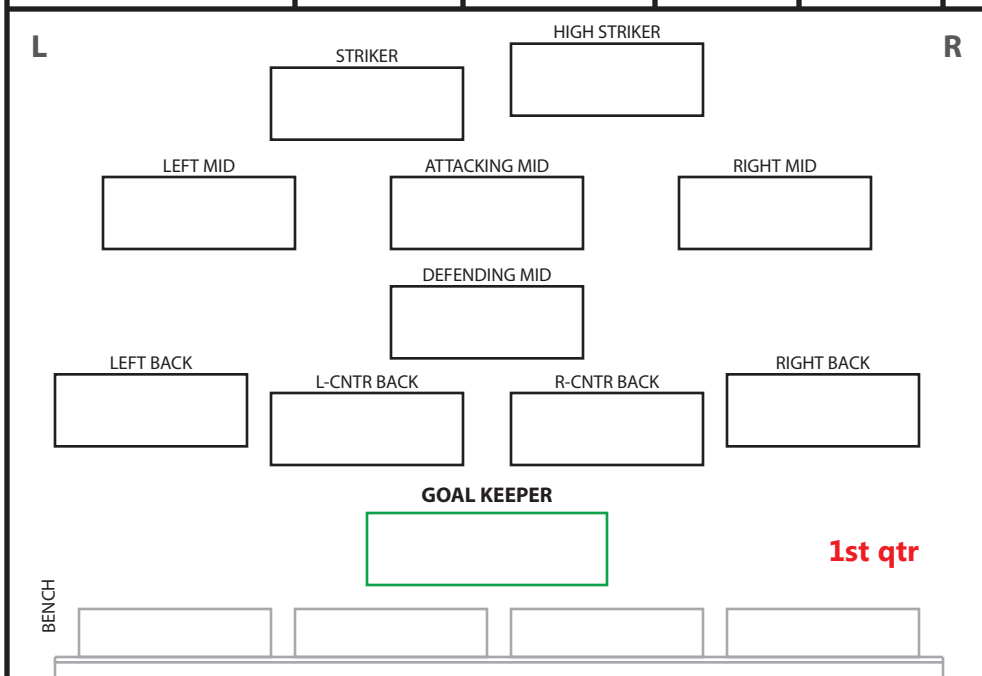 L
HIGH STRIKER
R
STRIKER
LEFT MID
ATTACKING MID
RIGHT MID
DEFENDING MID
LEFT BACK
RIGHT BACK
L-CNTR BACK
R-CNTR BACK
GOAL KEEPER
1st qtr
BENCH